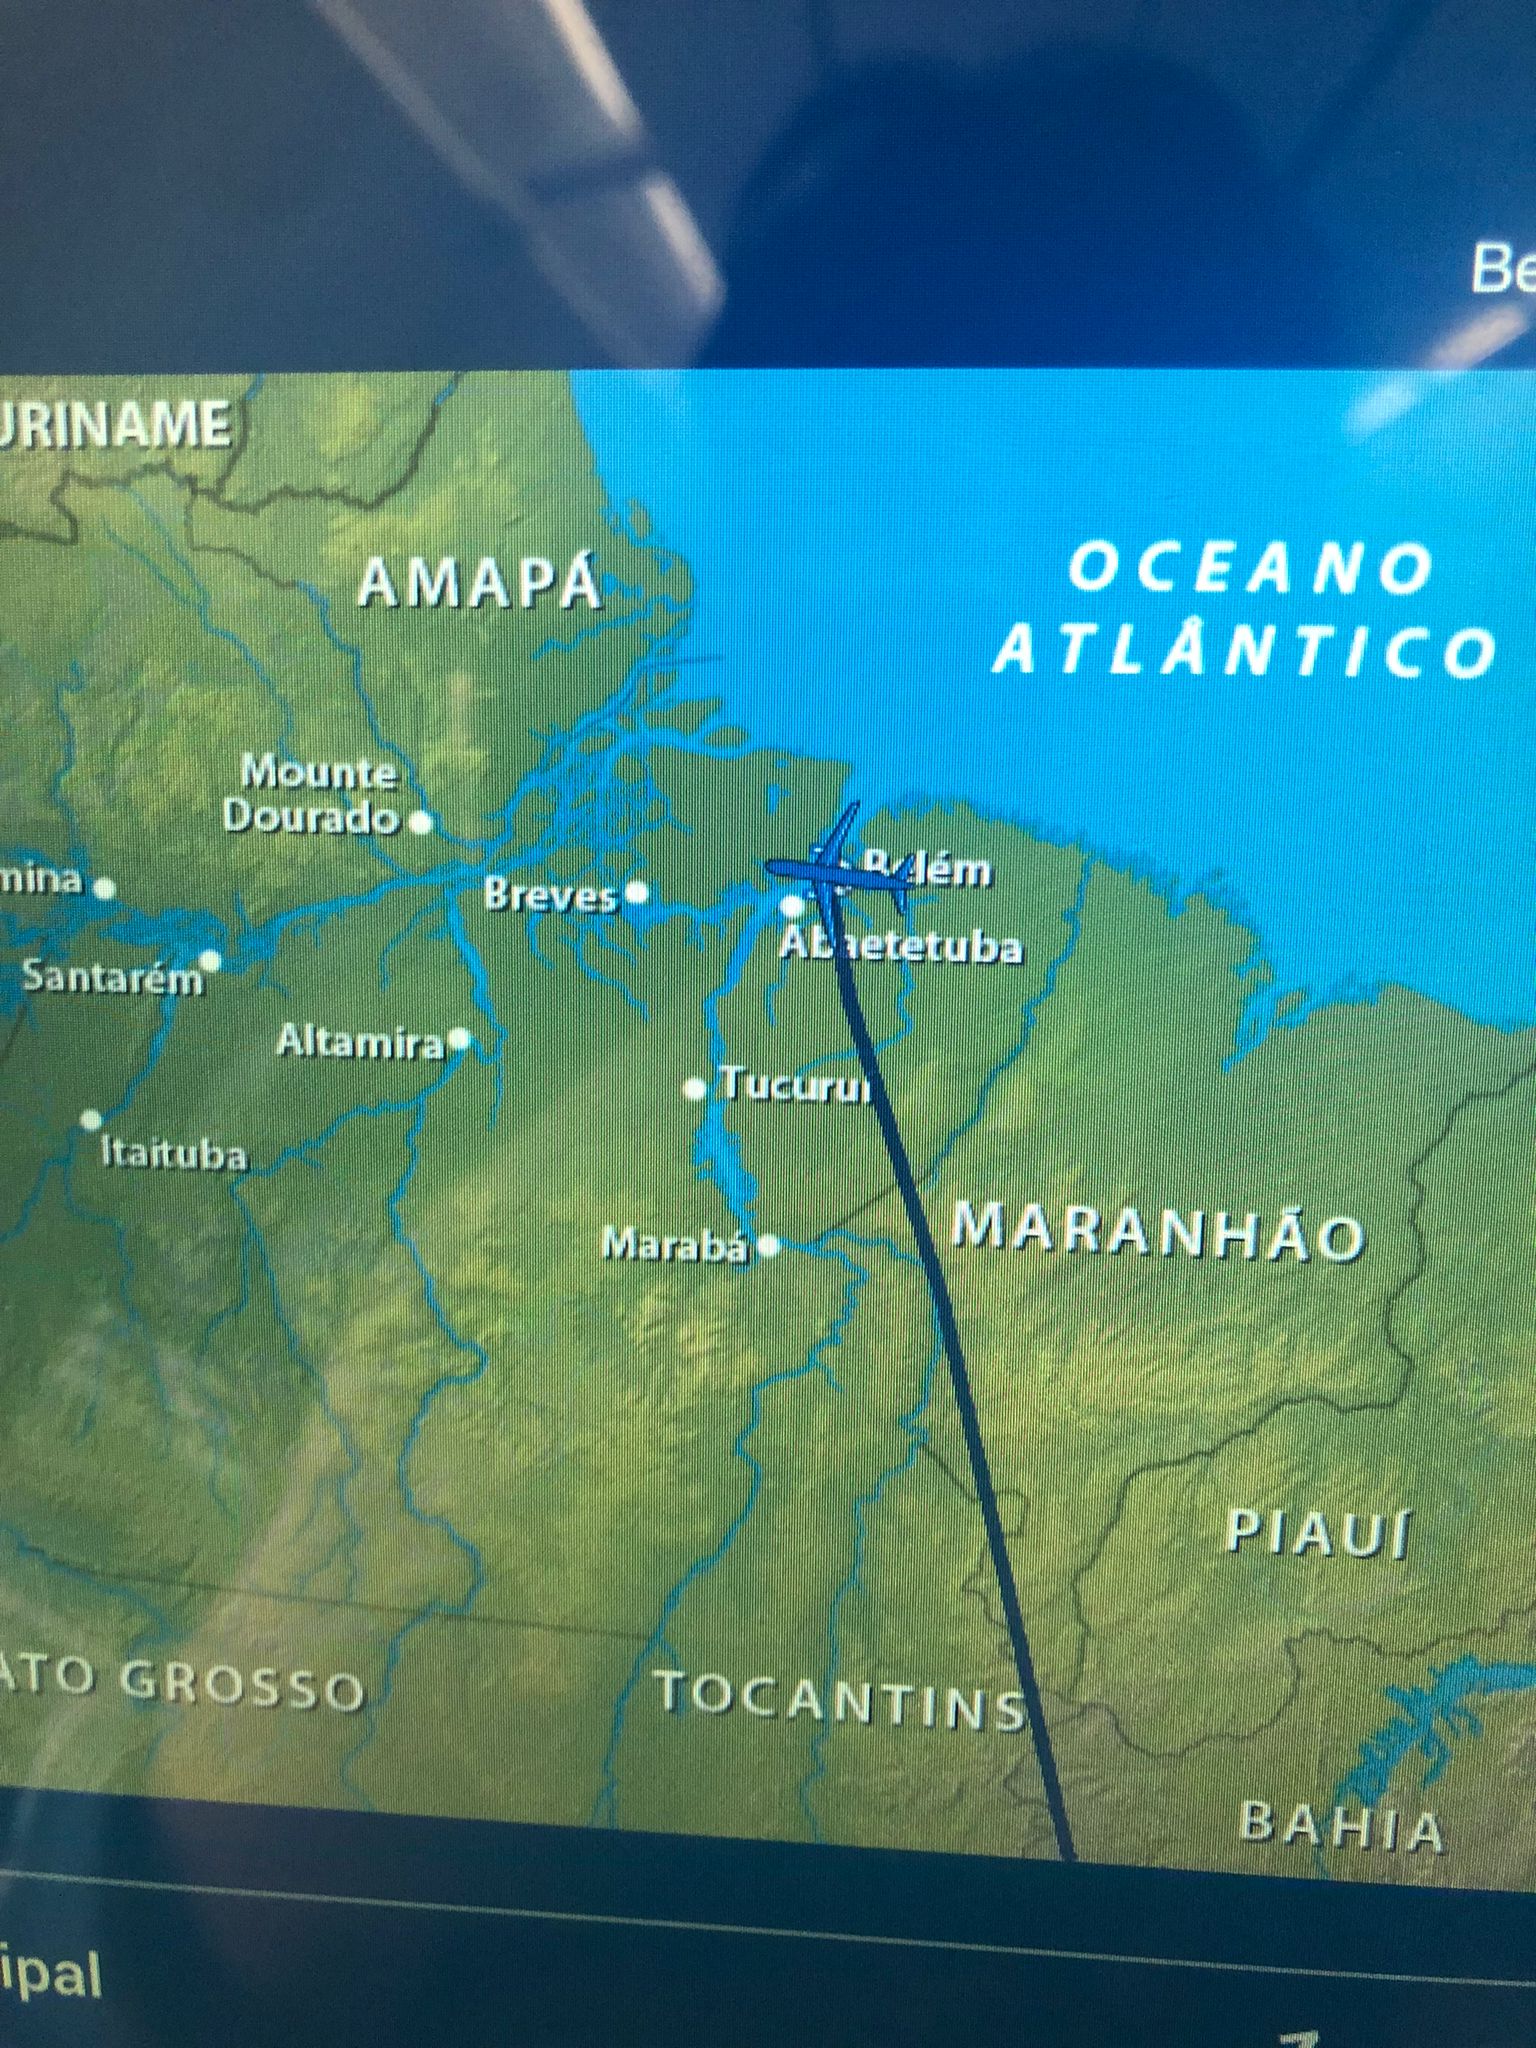 Be
URINAME
AMAPÁ
OCEANO
ATLÂNTICO
Mounte
Dourado
mina
Breves
Belém
Abaetetuba
Santarém
Altamira
Tucuruí
Itaituba
Marabá
MARANHÃO
PIAUÍ
ATO GROSSO
TOCANTINS
BAHIA
ipal